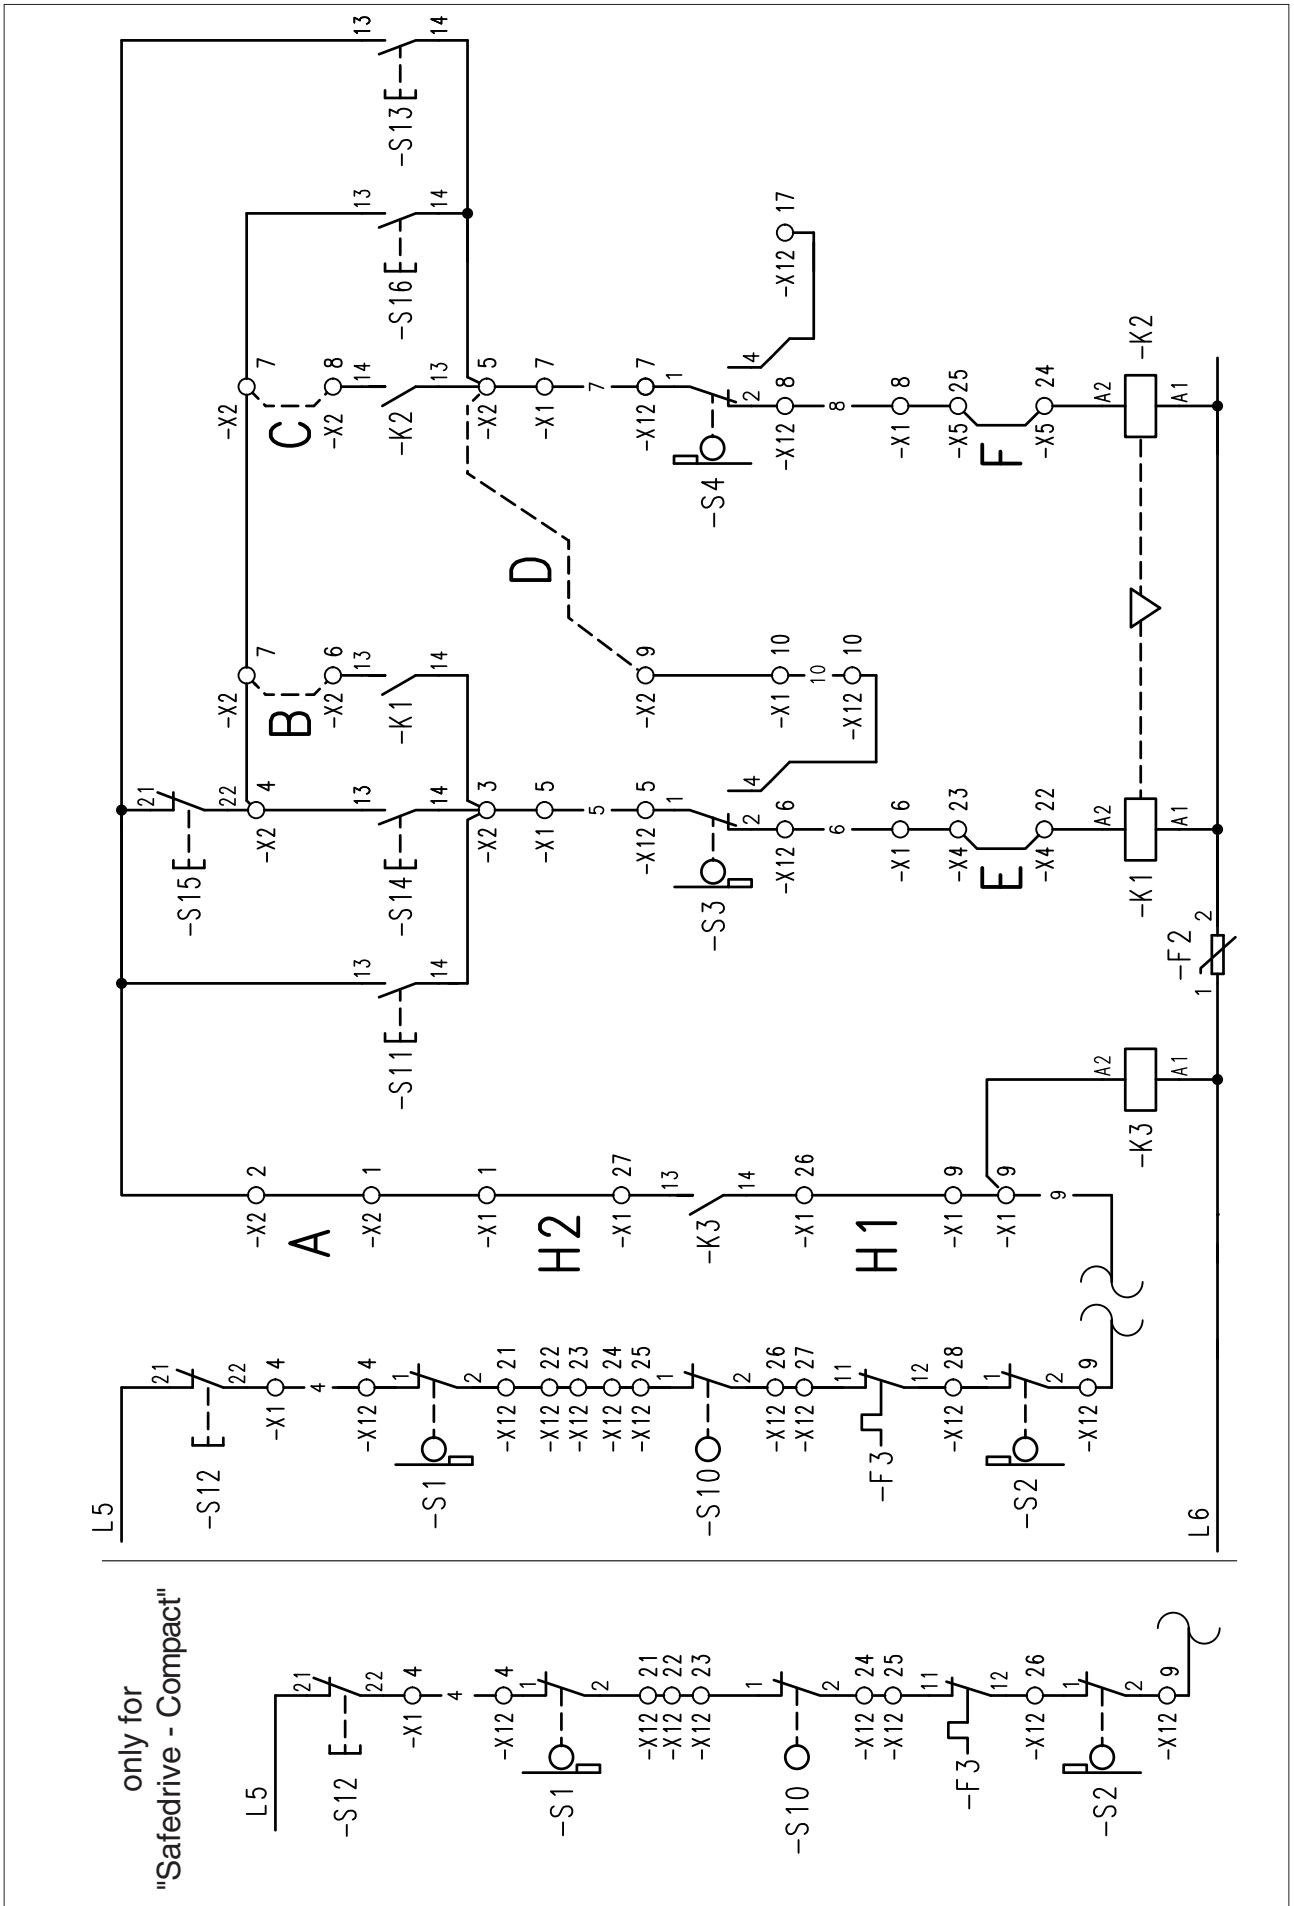 only for
"Safedrive - Compact"
L5
-S12
21
22
-X1 4
4
-X12 4
-S1
1
2
-X12 21
-X12 22
-X12 23
-S10
1
2
-X12 24
-X12 25
-F3
11
12
-X12 26
-S2
1
2
-X12 9
L5
-S12
21
22
-X1 4
4
-X12 4
-S1
1
2
-X12 21
-X12 22
-X12 23
-X12 24
-X12 25
-S10
1
2
-X12 26
-X12 27
-F3
11
12
-X12 28
-S2
1
2
-X12 9
L6
-X2 2
A
-X2 1
-X1 1
H2
-X1 27
-K3
13
14
-X1 26
H1
-X1 9
-X1 9
9
-K3
A2
A1
-S11
13
14
-F2
1
2
-S15
21
22
-X2 4
-S14
13
14
-X2 3
-X1 5
5
-X12 5
-S3
1
2
4
-X12 6
6
-X1 6
-X4 23
E
-X4 22
-K1
A2
A1
-X2 7
B
-X2 6
-K1
13
14
D
-X2 9
-X1 10
10
-X12 10
-X2 7
C
-X2 8
-K2
14
13
-X2 5
-X1 7
7
-X12 7
-S4
1
2
4
-X12 8
8
-X1 8
-X5 25
F
-X5 24
-K2
A2
A1
-S16
13
14
-X12 17
-S13
13
14